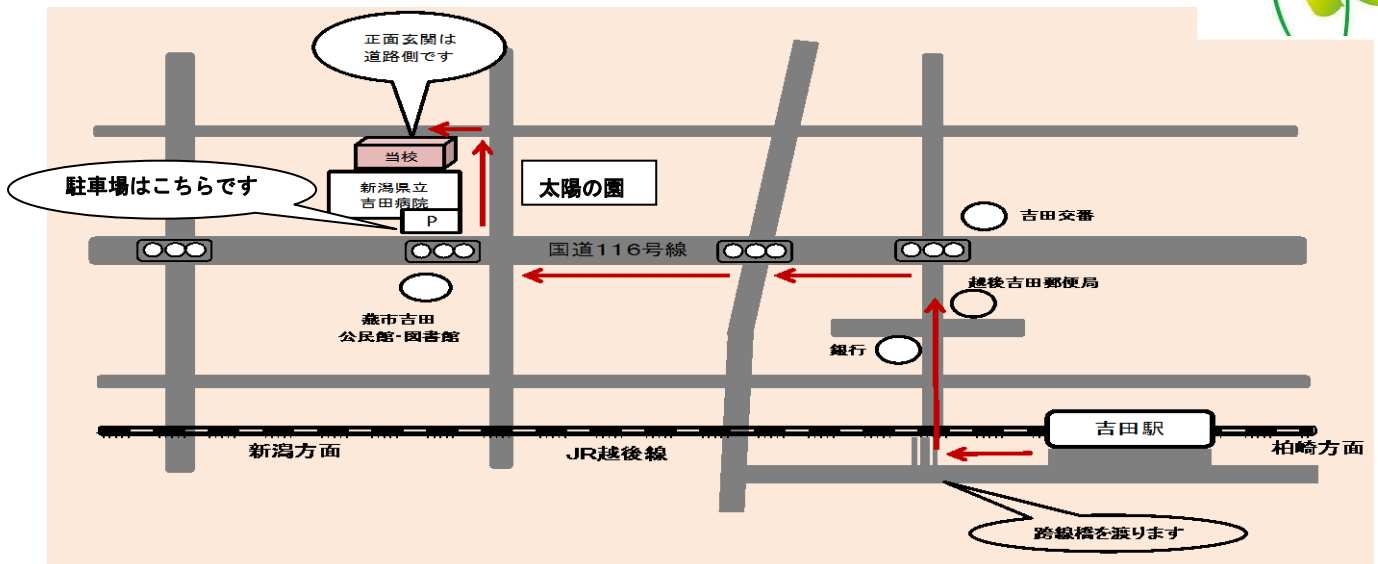 正面玄関は
道路側です
当校
駐車場はこちらです
新潟県立
吉田病院
P
太陽の園
吉田交番
国道116号線
越後吉田郵便局
燕市吉田
公民館・図書館
銀行
吉田駅
新潟方面
JR越後線
柏崎方面
跨線橋を渡ります